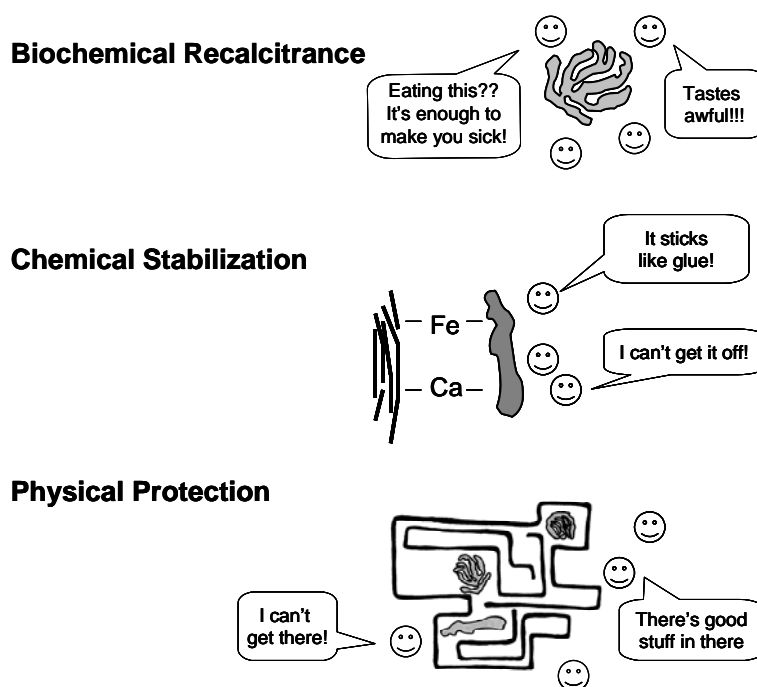 Biochemical Recalcitrance
Eating this??
It's enough to
make you sick!
Tastes
awful!!!
Chemical Stabilization
It sticks
like glue!
Fe
I can't get it off!
Ca
Physical Protection
I can't
get there!
There's good
stuff in there